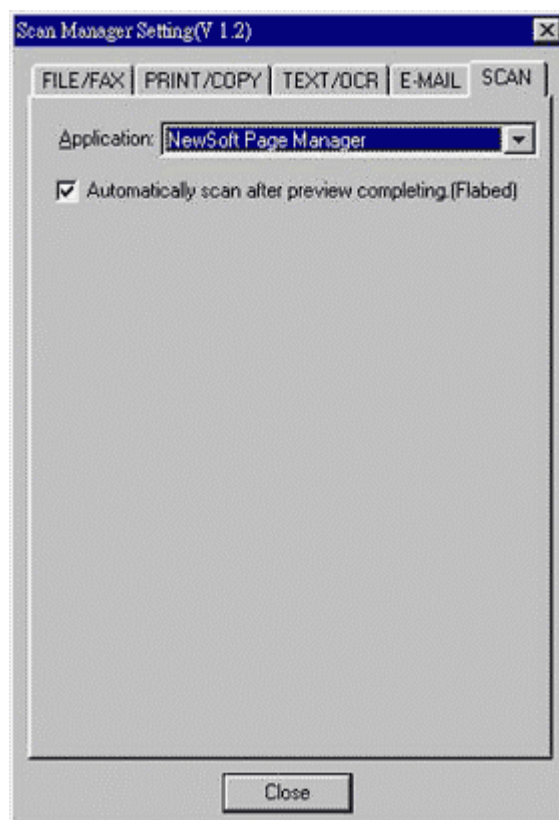 Scan Manager Setting(V 1.2)
FILE/FAX PRINT/COPY TEXT/OCR E-MAIL SCAN
Application: NewSoft Page Manager
Automatically scan after preview completing.(Flabed)
Close